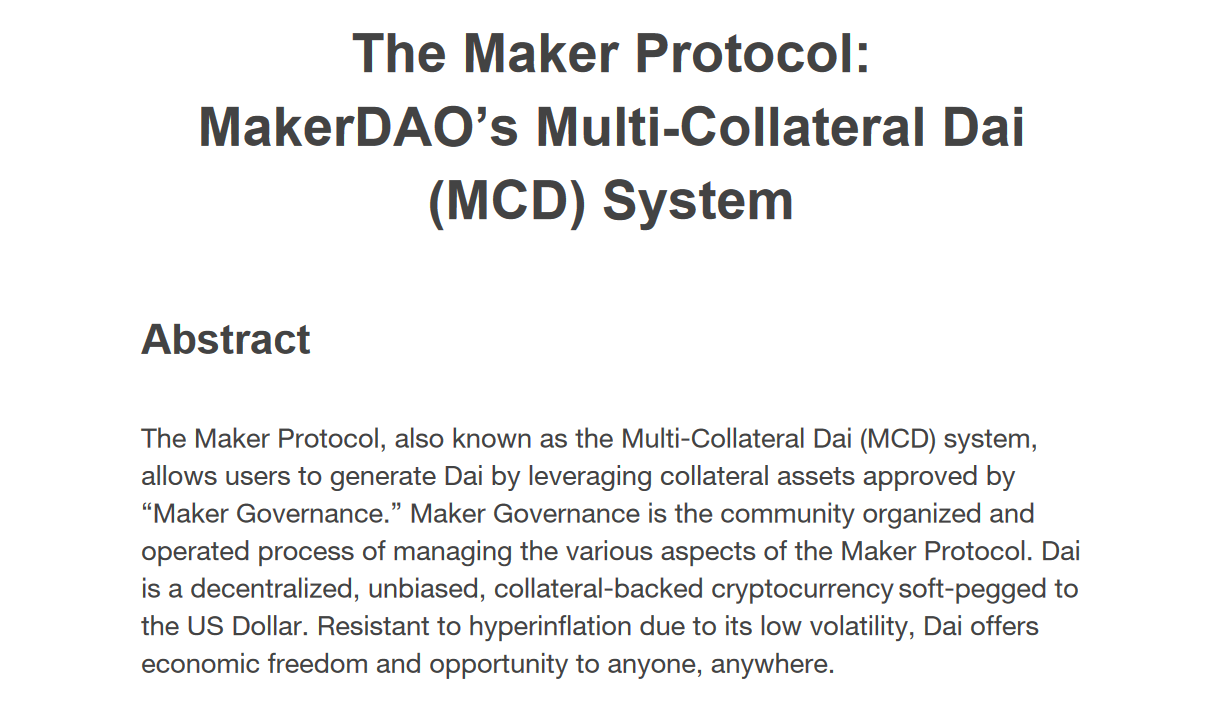 The Maker Protocol:
MakerDAO’s Multi-Collateral Dai
(MCD) System
Abstract
The Maker Protocol, also known as the Multi-Collateral Dai (MCD) system,
allows users to generate Dai by leveraging collateral assets approved by
“Maker Governance.” Maker Governance is the community organized and
operated process of managing the various aspects of the Maker Protocol. Dai
is a decentralized, unbiased, collateral-backed cryptocurrency soft-pegged to
the US Dollar. Resistant to hyperinflation due to its low volatility, Dai offers
economic freedom and opportunity to anyone, anywhere.